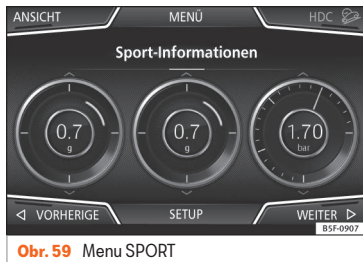 ANSICHT MENÜ HDC
Sport-Informationen
0.7 0.7 1.70
g g bar
VORHERIGE SETUP WEITER
B5F-0907
Obr. 59 Menu SPORT